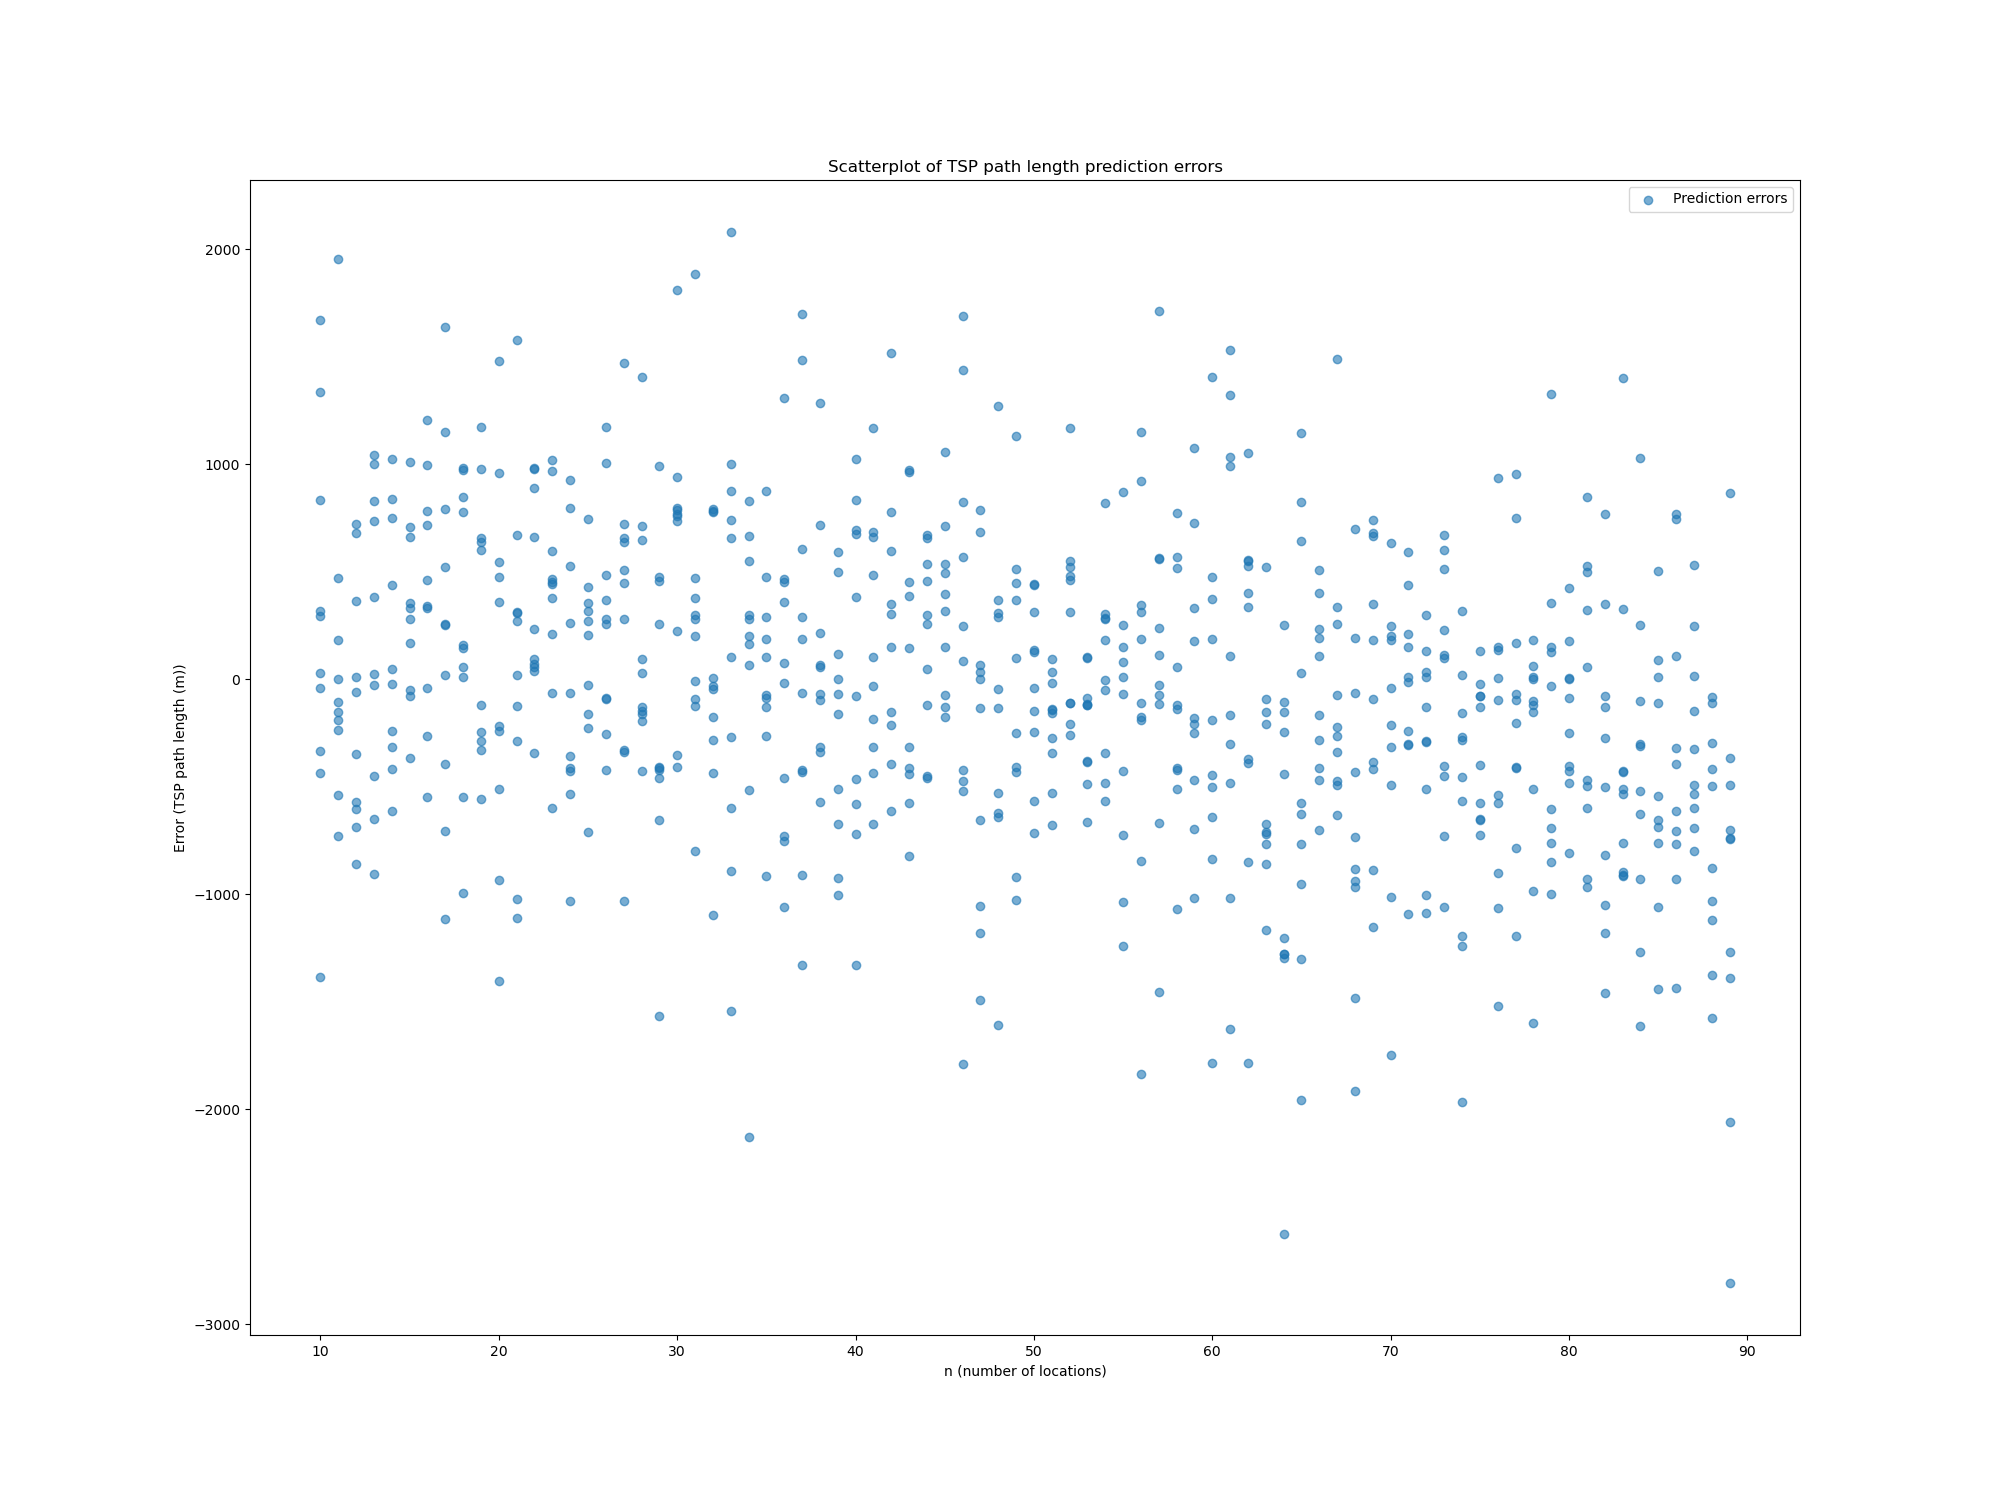 Scatterplot of TSP path length prediction errors
Prediction errors
2000
1000
0
−1000
−2000
−3000
Error (TSP path length (m))
10 20 30 40 50 60 70 80 90
n (number of locations)